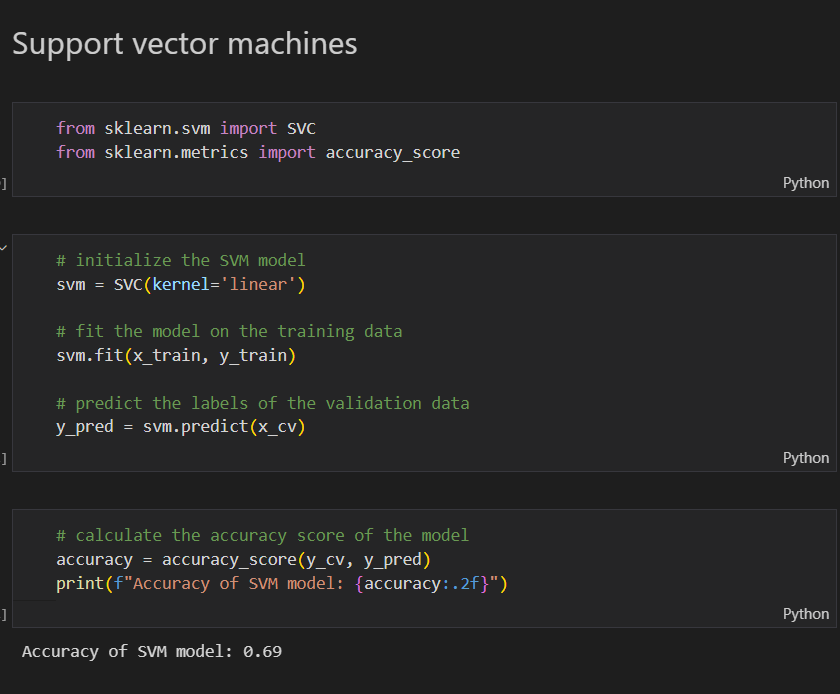 Support vector machines
from sklearn.svm import SVC
from sklearn.metrics import accuracy_score
]
Python
# initialize the SVM model
svm = SVC(kernel='linear')
# fit the model on the training data
svm.fit(x_train, y_train)
# predict the labels of the validation data
y_pred = svm.predict(x_cv)
]
Python
# calculate the accuracy score of the model
accuracy = accuracy_score(y_cv, y_pred)
print(f"Accuracy of SVM model: {accuracy:.2f}")
]
Python
Accuracy of SVM model: 0.69